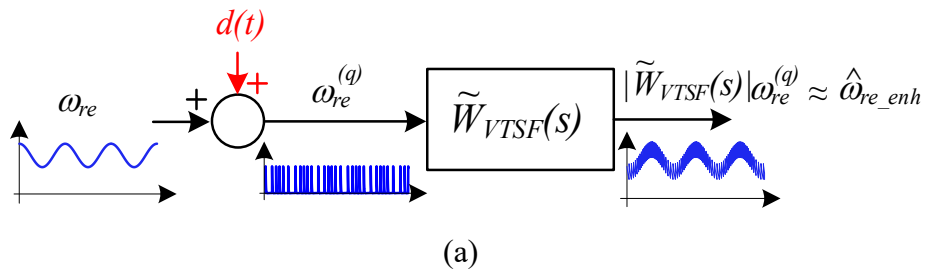 d(t)
ω_re + + ω_re^(q) W̃_VTSF(s) |W̃_VTSF(s)|ω_re^(q) ≈ ω̂_re_enh
(a)